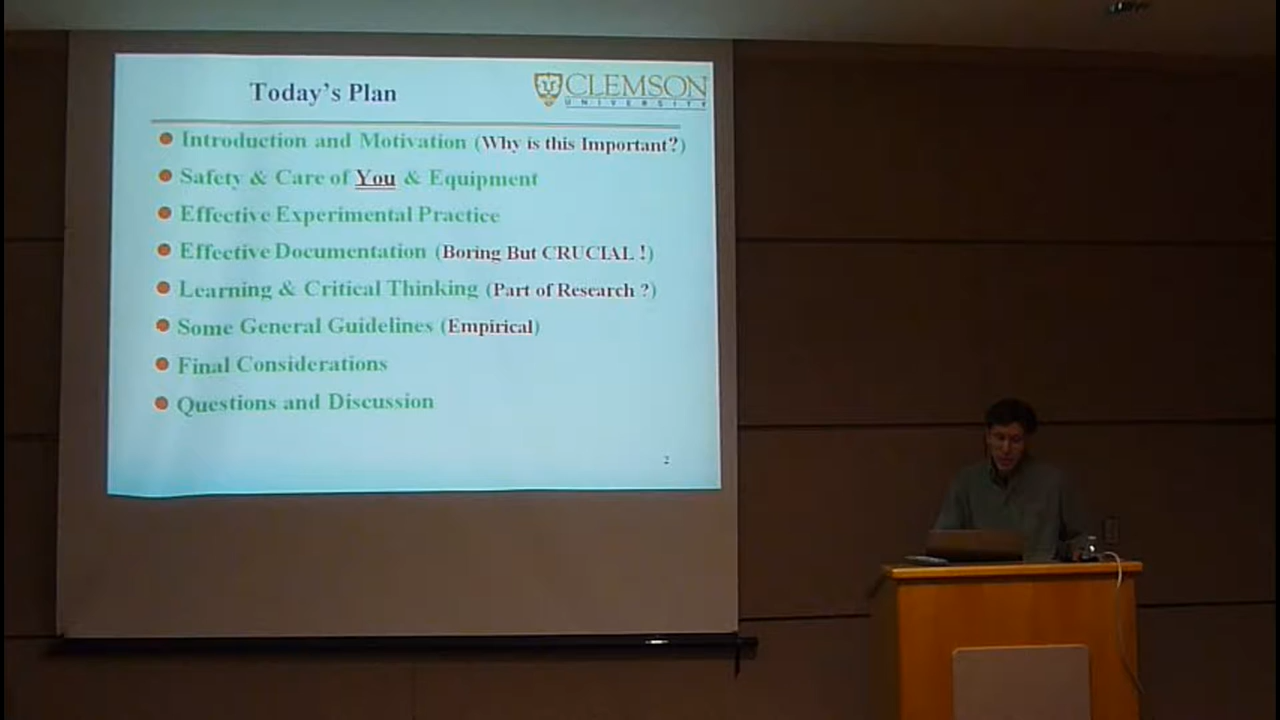 Today's Plan
CLEMSON
UNIVERSITY
Introduction and Motivation (Why is this Important?)
Safety & Care of You & Equipment
Effective Experimental Practice
Effective Documentation (Boring But CRUCIAL !)
Learning & Critical Thinking (Part of Research ?)
Some General Guidelines (Empirical)
Final Considerations
Questions and Discussion
2